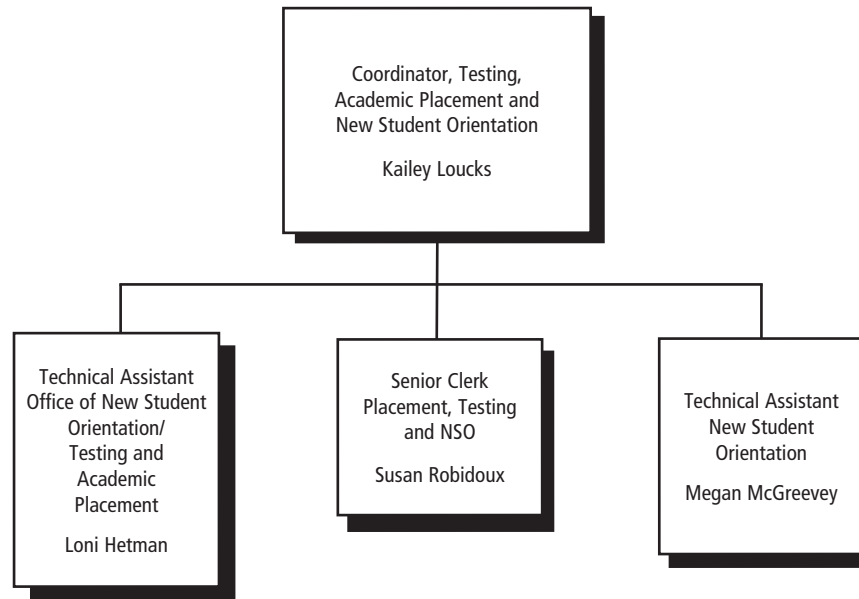 Coordinator, Testing,
Academic Placement and
New Student Orientation
Kailey Loucks
Technical Assistant
Office of New Student
Orientation/
Testing and
Academic
Placement
Loni Hetman
Senior Clerk
Placement, Testing
and NSO
Susan Robidoux
Technical Assistant
New Student
Orientation
Megan McGreevey